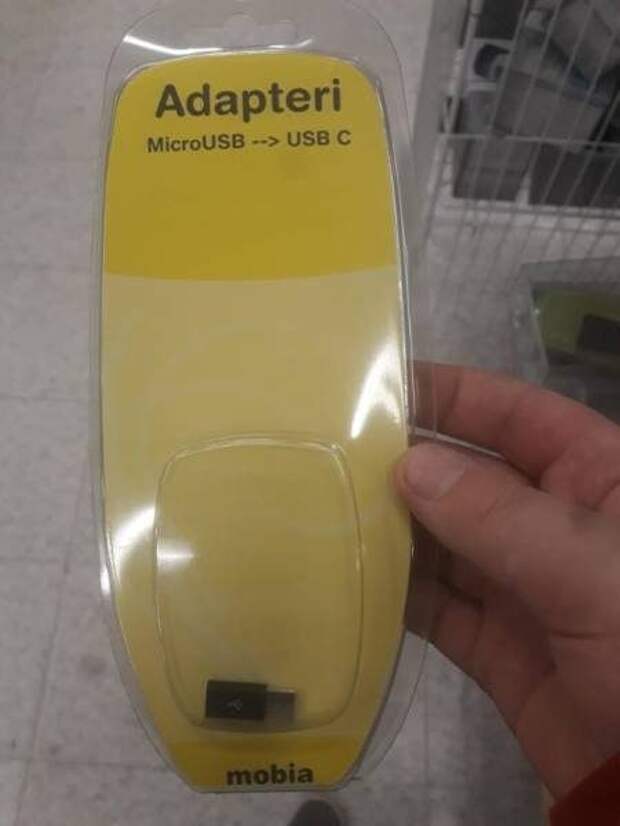 Adapteri
MicroUSB --> USB C
mobia